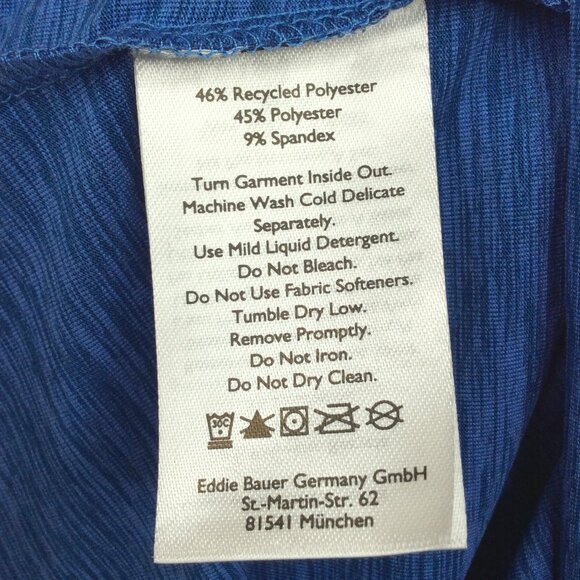 46% Recycled Polyester
45% Polyester
9% Spandex
Turn Garment Inside Out.
Machine Wash Cold Delicate
Separately.
Use Mild Liquid Detergent.
Do Not Bleach.
Do Not Use Fabric Softeners.
Tumble Dry Low.
Remove Promptly.
Do Not Iron.
Do Not Dry Clean.
30C
Eddie Bauer Germany GmbH
St.-Martin-Str. 62
81541 München